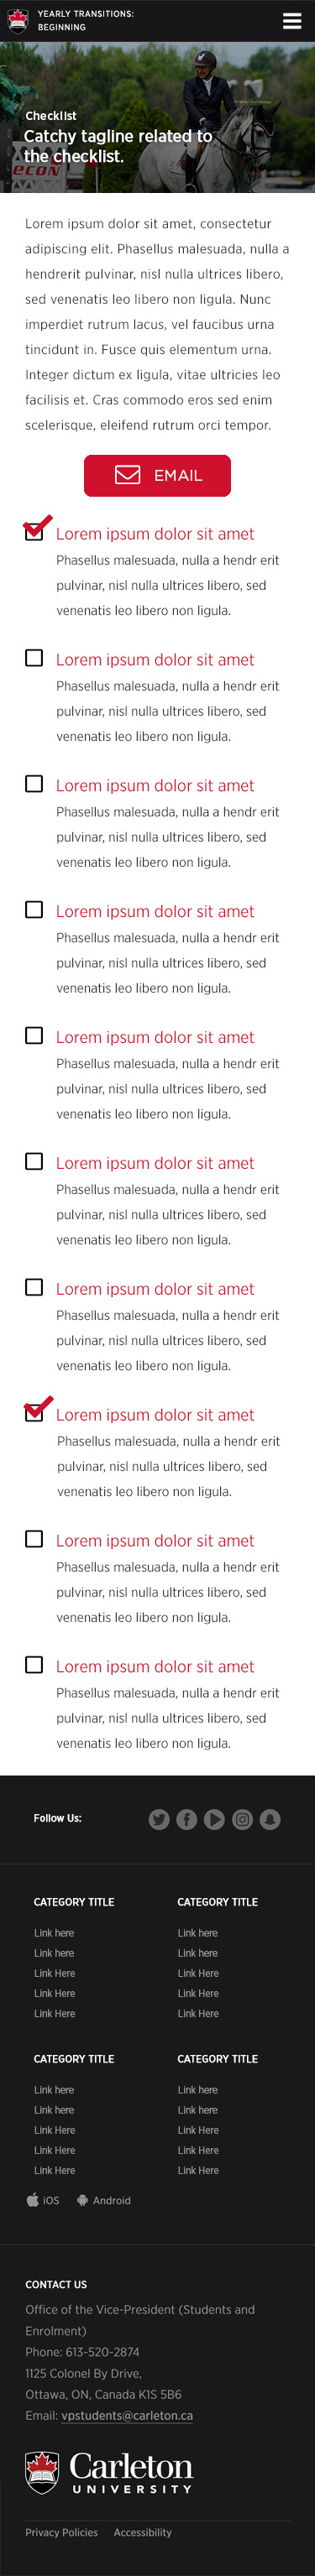 YEARLY TRANSITIONS:
BEGINNING
Checklist
Catchy tagline related to
the checklist.
ECON
Lorem ipsum dolor sit amet, consectetur
adipiscing elit. Phasellus malesuada, nulla a
hendrerit pulvinar, nisl nulla ultrices libero,
sed venenatis leo libero non ligula. Nunc
imperdiet rutrum lacus, vel faucibus urna
tincidunt in. Fusce quis elementum urna.
Integer dictum ex ligula, vitae ultricies leo
facilisis et. Cras commodo eros sed enim
scelerisque, eleifend rutrum orci tempor.
EMAIL
Lorem ipsum dolor sit amet
Phasellus malesuada, nulla a hendr erit
pulvinar, nisl nulla ultrices libero, sed
venenatis leo libero non ligula.
Lorem ipsum dolor sit amet
Phasellus malesuada, nulla a hendr erit
pulvinar, nisl nulla ultrices libero, sed
venenatis leo libero non ligula.
Lorem ipsum dolor sit amet
Phasellus malesuada, nulla a hendr erit
pulvinar, nisl nulla ultrices libero, sed
venenatis leo libero non ligula.
Lorem ipsum dolor sit amet
Phasellus malesuada, nulla a hendr erit
pulvinar, nisl nulla ultrices libero, sed
venenatis leo libero non ligula.
Lorem ipsum dolor sit amet
Phasellus malesuada, nulla a hendr erit
pulvinar, nisl nulla ultrices libero, sed
venenatis leo libero non ligula.
Lorem ipsum dolor sit amet
Phasellus malesuada, nulla a hendr erit
pulvinar, nisl nulla ultrices libero, sed
venenatis leo libero non ligula.
Lorem ipsum dolor sit amet
Phasellus malesuada, nulla a hendr erit
pulvinar, nisl nulla ultrices libero, sed
venenatis leo libero non ligula.
Lorem ipsum dolor sit amet
Phasellus malesuada, nulla a hendr erit
pulvinar, nisl nulla ultrices libero, sed
venenatis leo libero non ligula.
Lorem ipsum dolor sit amet
Phasellus malesuada, nulla a hendr erit
pulvinar, nisl nulla ultrices libero, sed
venenatis leo libero non ligula.
Lorem ipsum dolor sit amet
Phasellus malesuada, nulla a hendr erit
pulvinar, nisl nulla ultrices libero, sed
venenatis leo libero non ligula.
Follow Us:
CATEGORY TITLE
Link here
Link here
Link Here
Link Here
Link Here
CATEGORY TITLE
Link here
Link here
Link Here
Link Here
Link Here
CATEGORY TITLE
Link here
Link here
Link Here
Link Here
Link Here
CATEGORY TITLE
Link here
Link here
Link Here
Link Here
Link Here
iOS Android
CONTACT US
Office of the Vice-President (Students and
Enrolment)
Phone: 613-520-2874
1125 Colonel By Drive,
Ottawa, ON, Canada K1S 5B6
Email: vpstudents@carleton.ca
Carleton
UNIVERSITY
Privacy Policies Accessibility